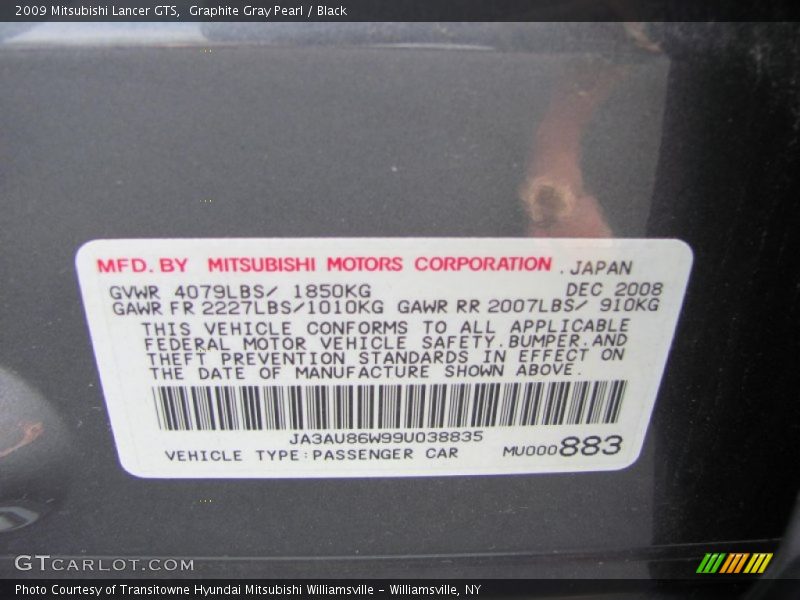 2009 Mitsubishi Lancer GTS,  Graphite Gray Pearl / Black
MFD. BY MITSUBISHI MOTORS CORPORATION . JAPAN
GVWR 4079LBS/ 1850KG DEC 2008
GAWR FR 2227LBS/1010KG GAWR RR 2007LBS/ 910KG
THIS VEHICLE CONFORMS TO ALL APPLICABLE
FEDERAL MOTOR VEHICLE SAFETY.BUMPER.AND
THEFT PREVENTION STANDARDS IN EFFECT ON
THE DATE OF MANUFACTURE SHOWN ABOVE.
JA3AU86W99U038835
VEHICLE TYPE:PASSENGER CAR MU000883
GTCARLOT.COM
Photo Courtesy of Transitowne Hyundai Mitsubishi Williamsville - Williamsville, NY